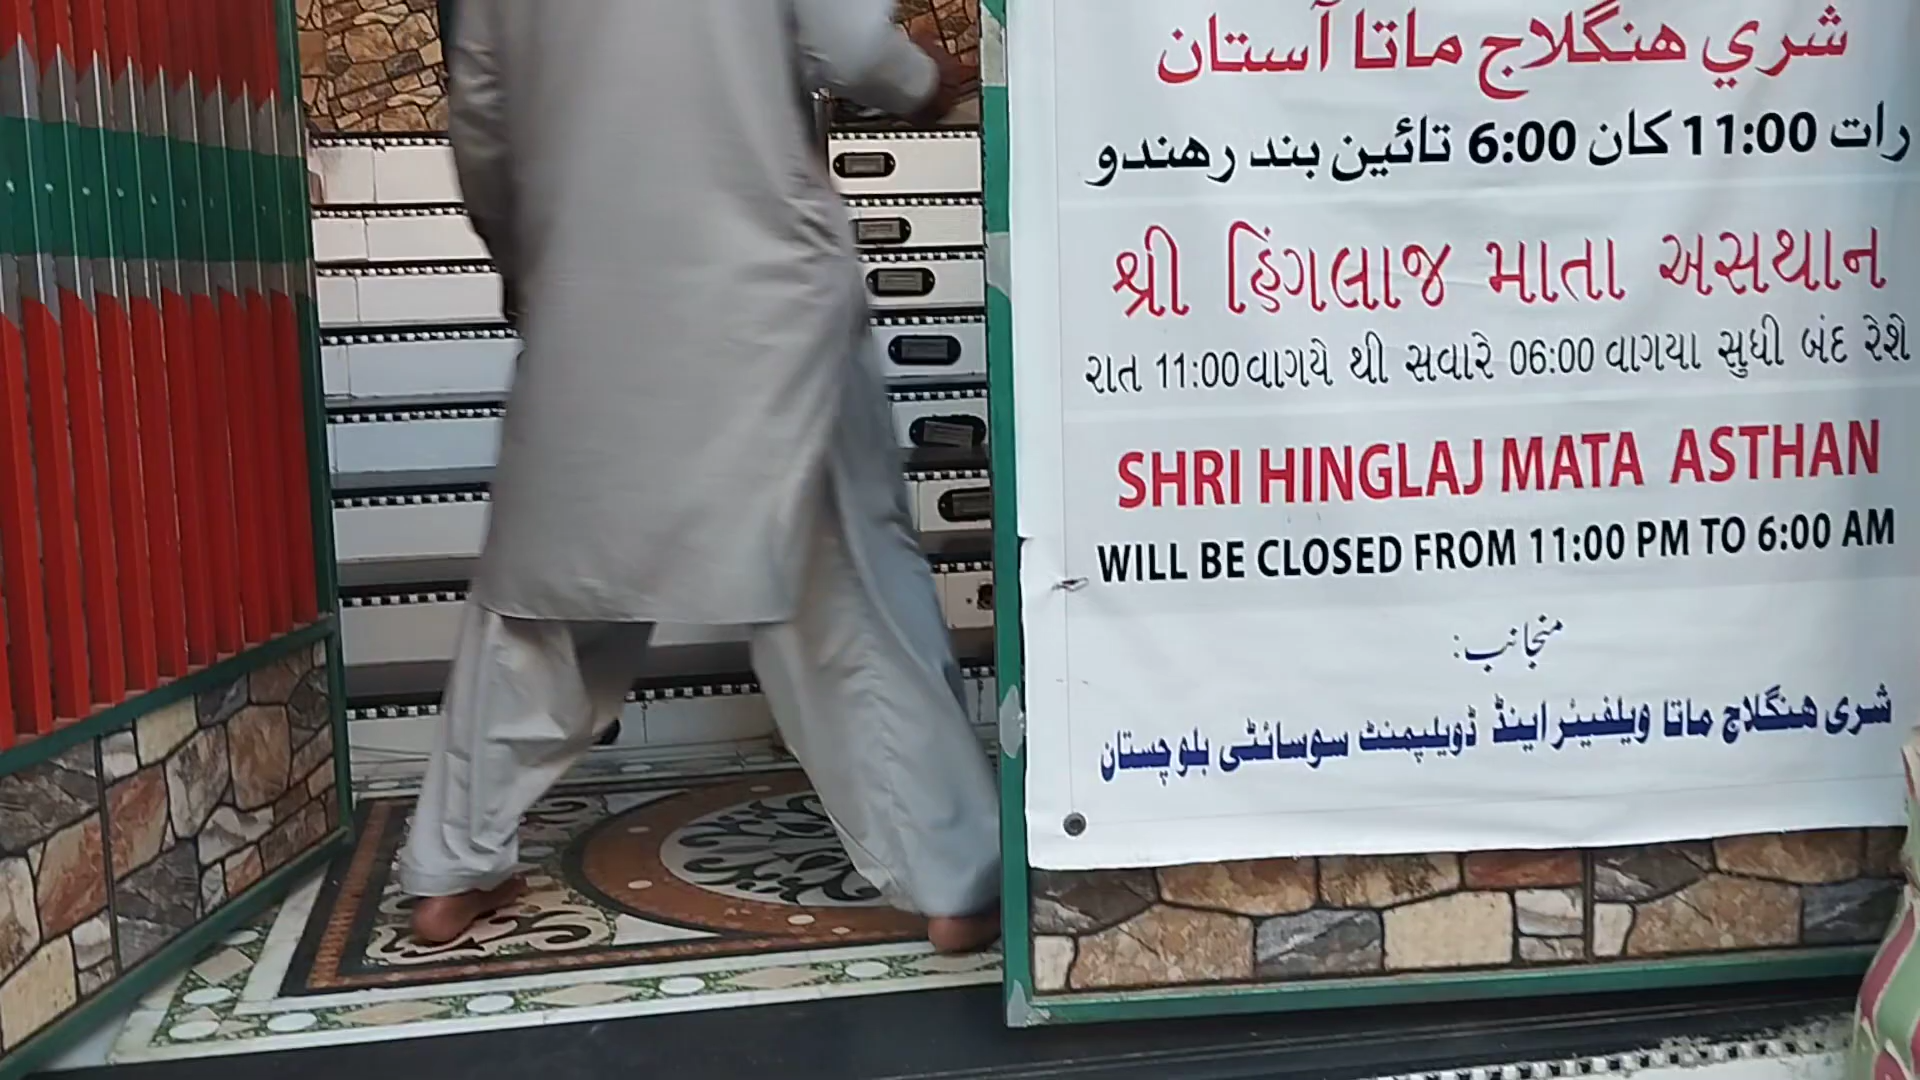 شري هنگلاج ماتا آستان
رات 11:00 کان 6:00 تائين بند رهندو
શ્રી હિંગલાજ માતા અસથાન
રાત 11:00 વાગયે થી સવારે 06:00 વાગયા સુધી બંદ રેશે
SHRI HINGLAJ MATA ASTHAN
WILL BE CLOSED FROM 11:00 PM TO 6:00 AM
منجانب:
شری هنگلاج ماتا ویلفیئر اینڈ ڈویلپمنٹ سوسائٹی بلوچستان